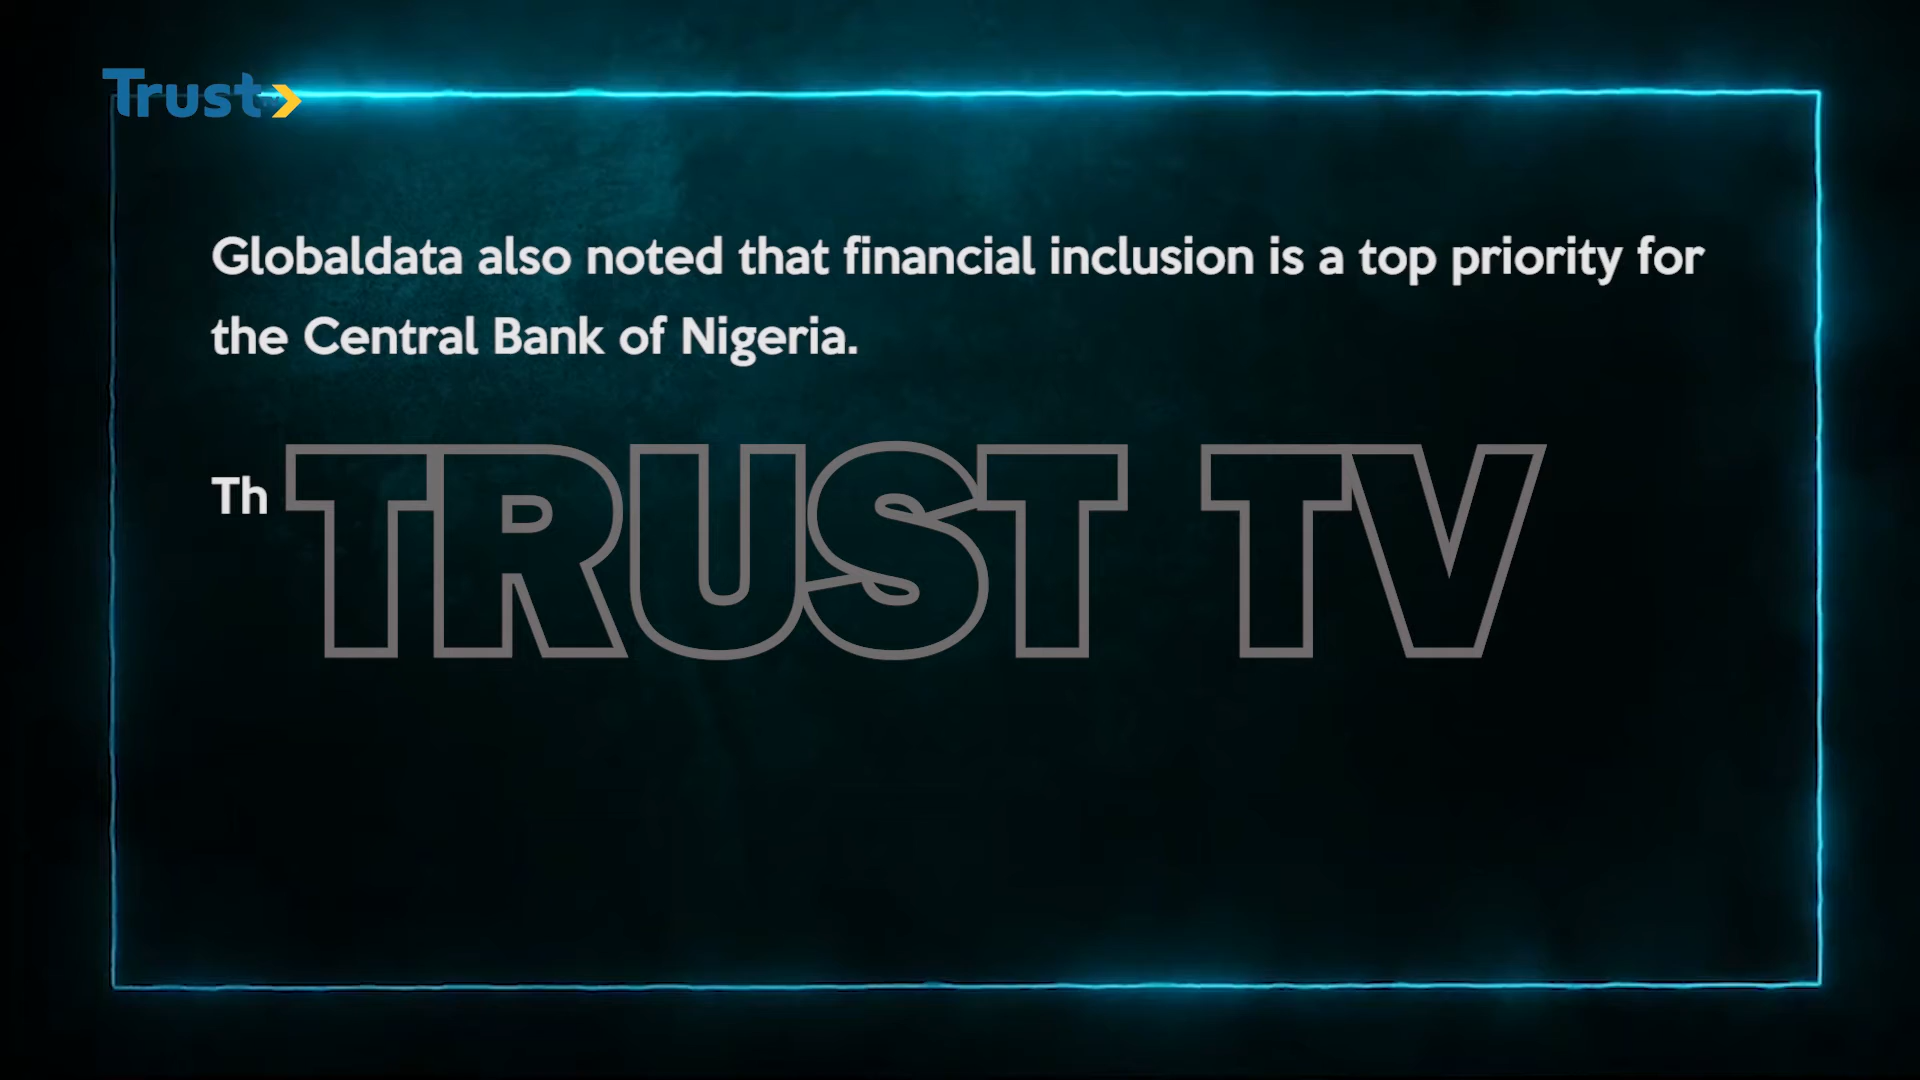 Trust
Globaldata also noted that financial inclusion is a top priority for
the Central Bank of Nigeria.
Th
TRUST TV